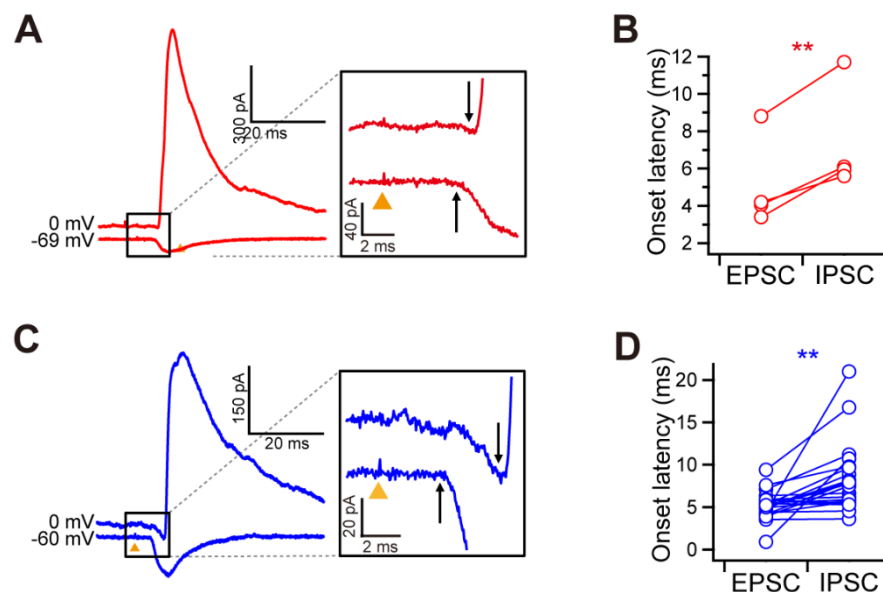 A
300 pA
20 ms
0 mV
-69 mV
40 pA
2 ms
B
**
Onset latency (ms)
12
10
8
6
4
2
EPSC
IPSC
C
150 pA
20 ms
0 mV
-60 mV
20 pA
2 ms
D
**
Onset latency (ms)
20
15
10
5
0
EPSC
IPSC